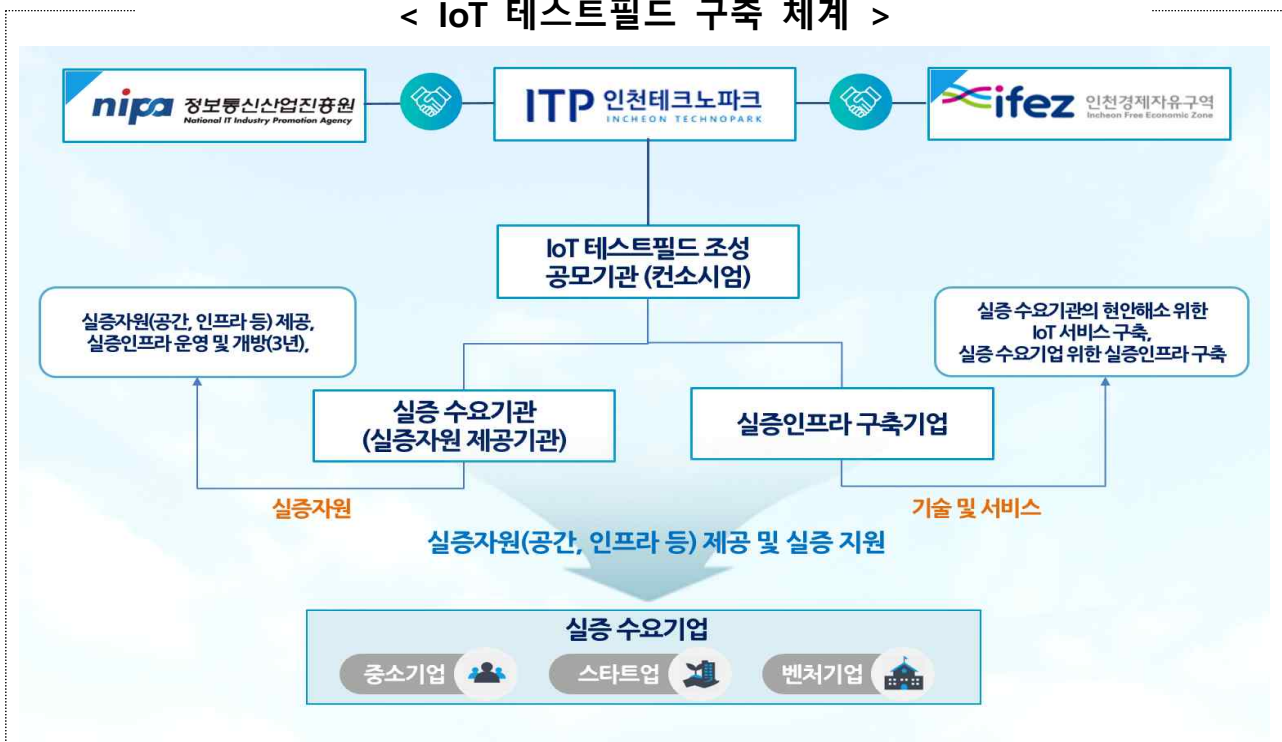 < IoT 테스트필드 구축 체계 >
nipa 정보통신산업진흥원
National IT Industry Promotion Agency
ITP 인천테크노파크
INCHEON TECHNOPARK
ifez 인천경제자유구역
Incheon Free Economic Zone
IoT 테스트필드 조성
공모기관 (컨소시엄)
실증자원(공간, 인프라 등) 제공,
실증인프라 운영 및 개방(3년),
실증 수요기관의 현안해소 위한
IoT 서비스 구축,
실증 수요기업 위한 실증인프라 구축
실증 수요기관
(실증자원 제공기관)
실증인프라 구축기업
실증자원
기술 및 서비스
실증자원(공간, 인프라 등) 제공 및 실증 지원
실증 수요기업
중소기업
스타트업
벤처기업